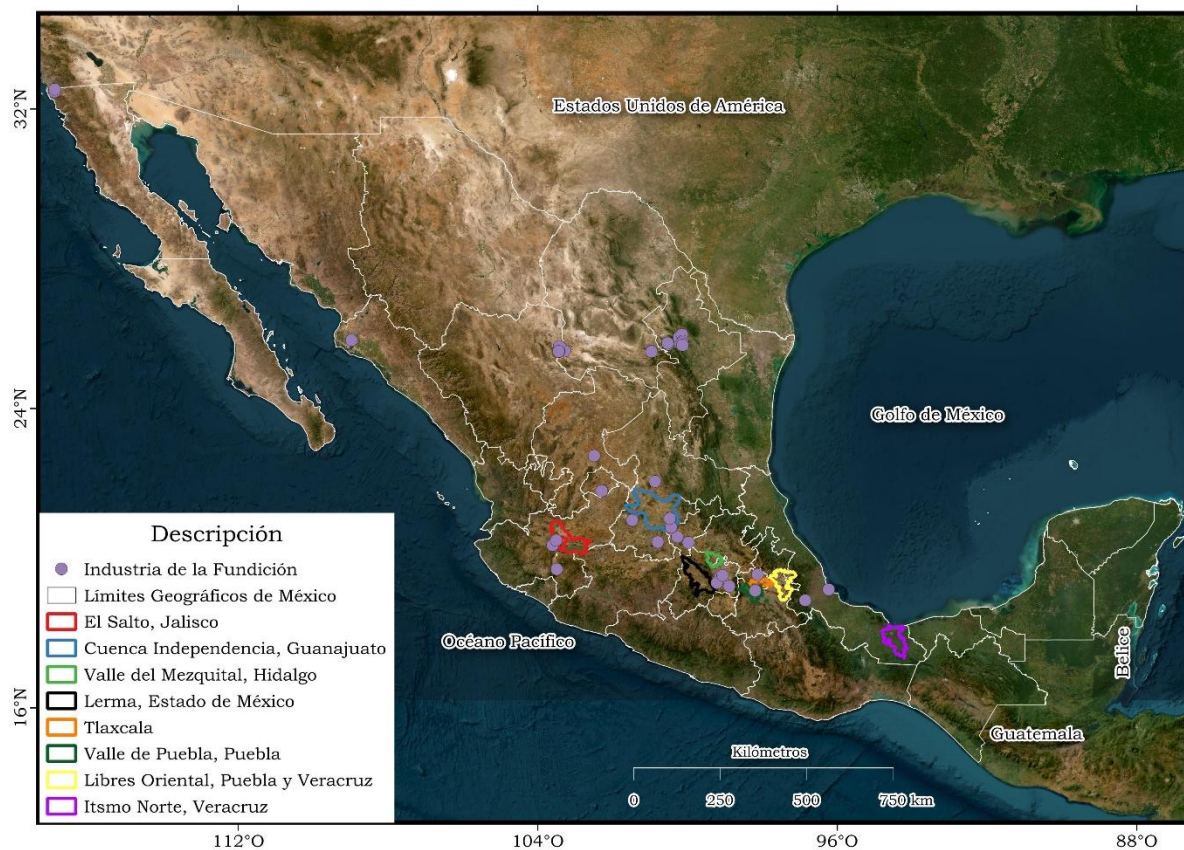 Estados Unidos de América
Golfo de México
Océano Pacífico
Belice
Guatemala
Kilómetros
0 250 500 750 km
32°N
24°N
16°N
112°O 104°O 96°O 88°O
Descripción
Industria de la Fundición
Límites Geográficos de México
El Salto, Jalisco
Cuenca Independencia, Guanajuato
Valle del Mezquital, Hidalgo
Lerma, Estado de México
Tlaxcala
Valle de Puebla, Puebla
Libres Oriental, Puebla y Veracruz
Itsmo Norte, Veracruz